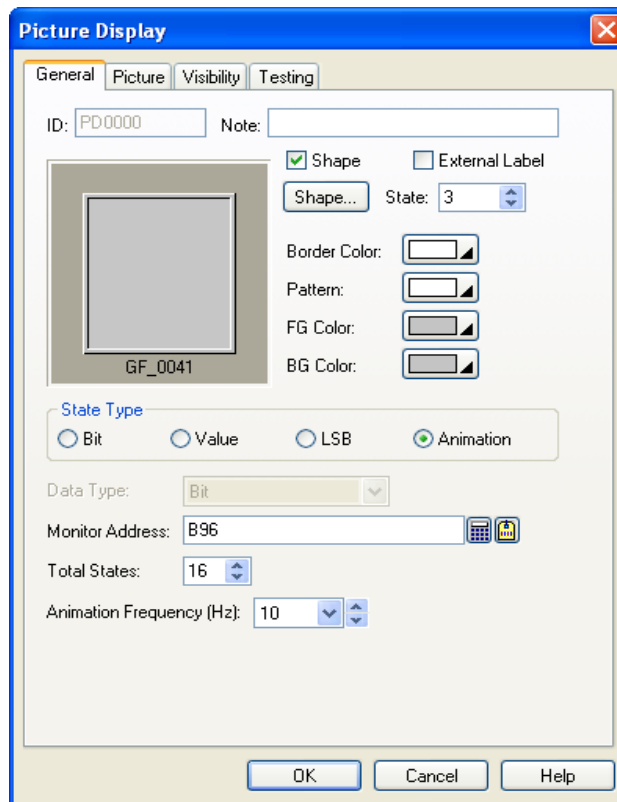 Picture Display
General Picture Visibility Testing
ID: PD0000 Note:
Shape External Label
Shape... State: 3
Border Color:
Pattern:
FG Color:
GF_0041 BG Color:
State Type
Bit Value LSB Animation
Data Type: Bit
Monitor Address: B96
Total States: 16
Animation Frequency (Hz): 10
OK Cancel Help